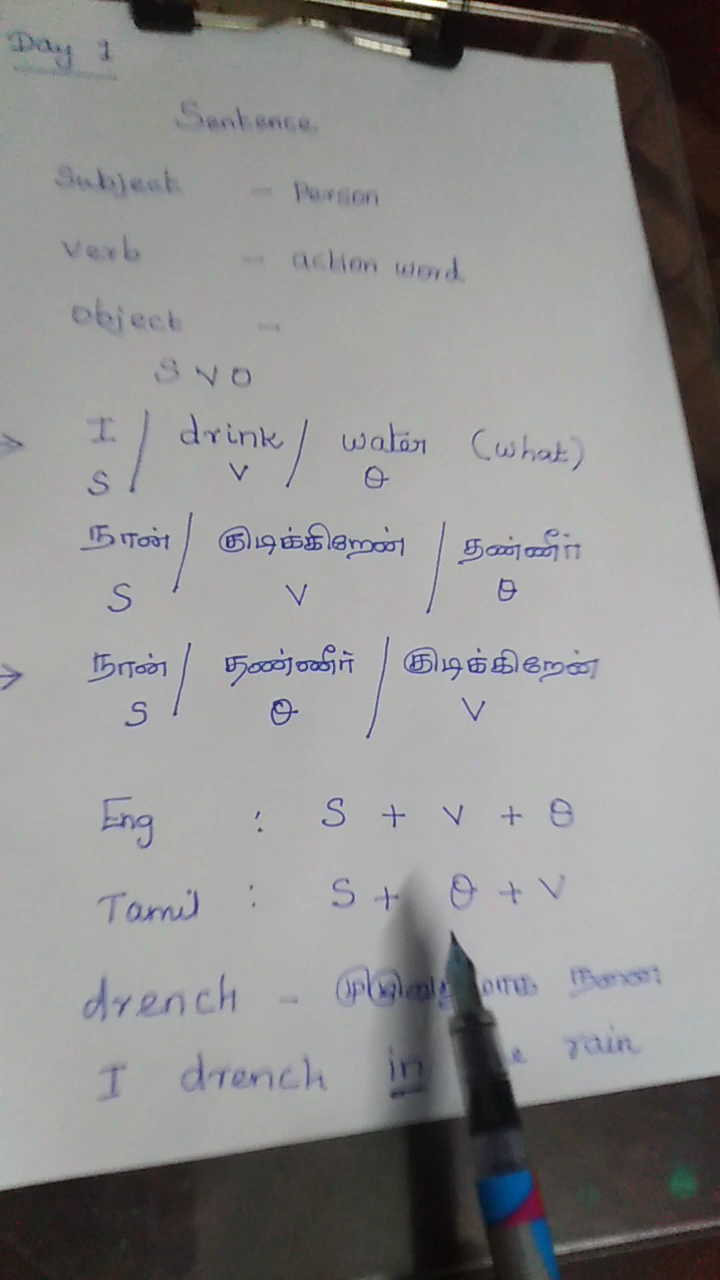 Day 1
Sentence
Subject - Person
Verb - action word
Object -
S V O
→ I / drink / water (what)
S V O
நான் / குடிக்கிறேன் / தண்ணீர்
S V O
→ நான் / தண்ணீர் / குடிக்கிறேன்
S O V
Eng : S + V + O
Tamil : S + O + V
drench - நனை
I drench in rain